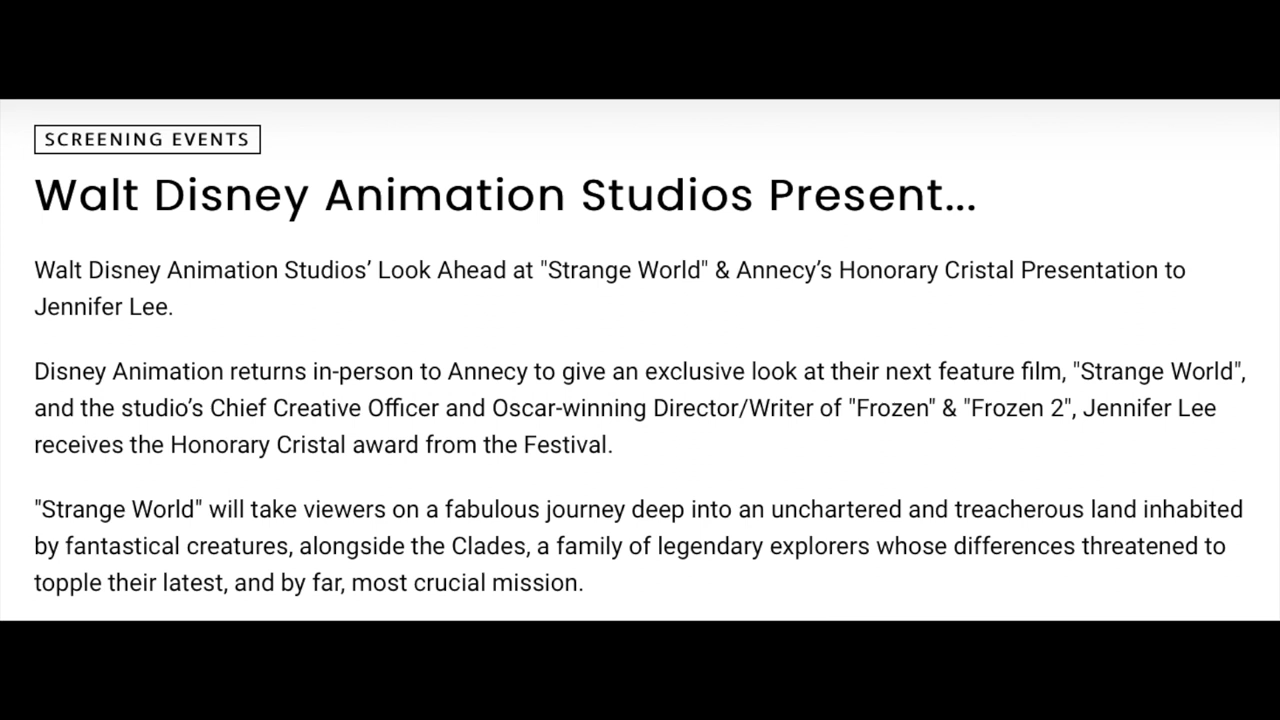 SCREENING EVENTS
Walt Disney Animation Studios Present...
Walt Disney Animation Studios’ Look Ahead at "Strange World" & Annecy’s Honorary Cristal Presentation to
Jennifer Lee.
Disney Animation returns in-person to Annecy to give an exclusive look at their next feature film, "Strange World",
and the studio’s Chief Creative Officer and Oscar-winning Director/Writer of "Frozen" & "Frozen 2", Jennifer Lee
receives the Honorary Cristal award from the Festival.
"Strange World" will take viewers on a fabulous journey deep into an unchartered and treacherous land inhabited
by fantastical creatures, alongside the Clades, a family of legendary explorers whose differences threatened to
topple their latest, and by far, most crucial mission.